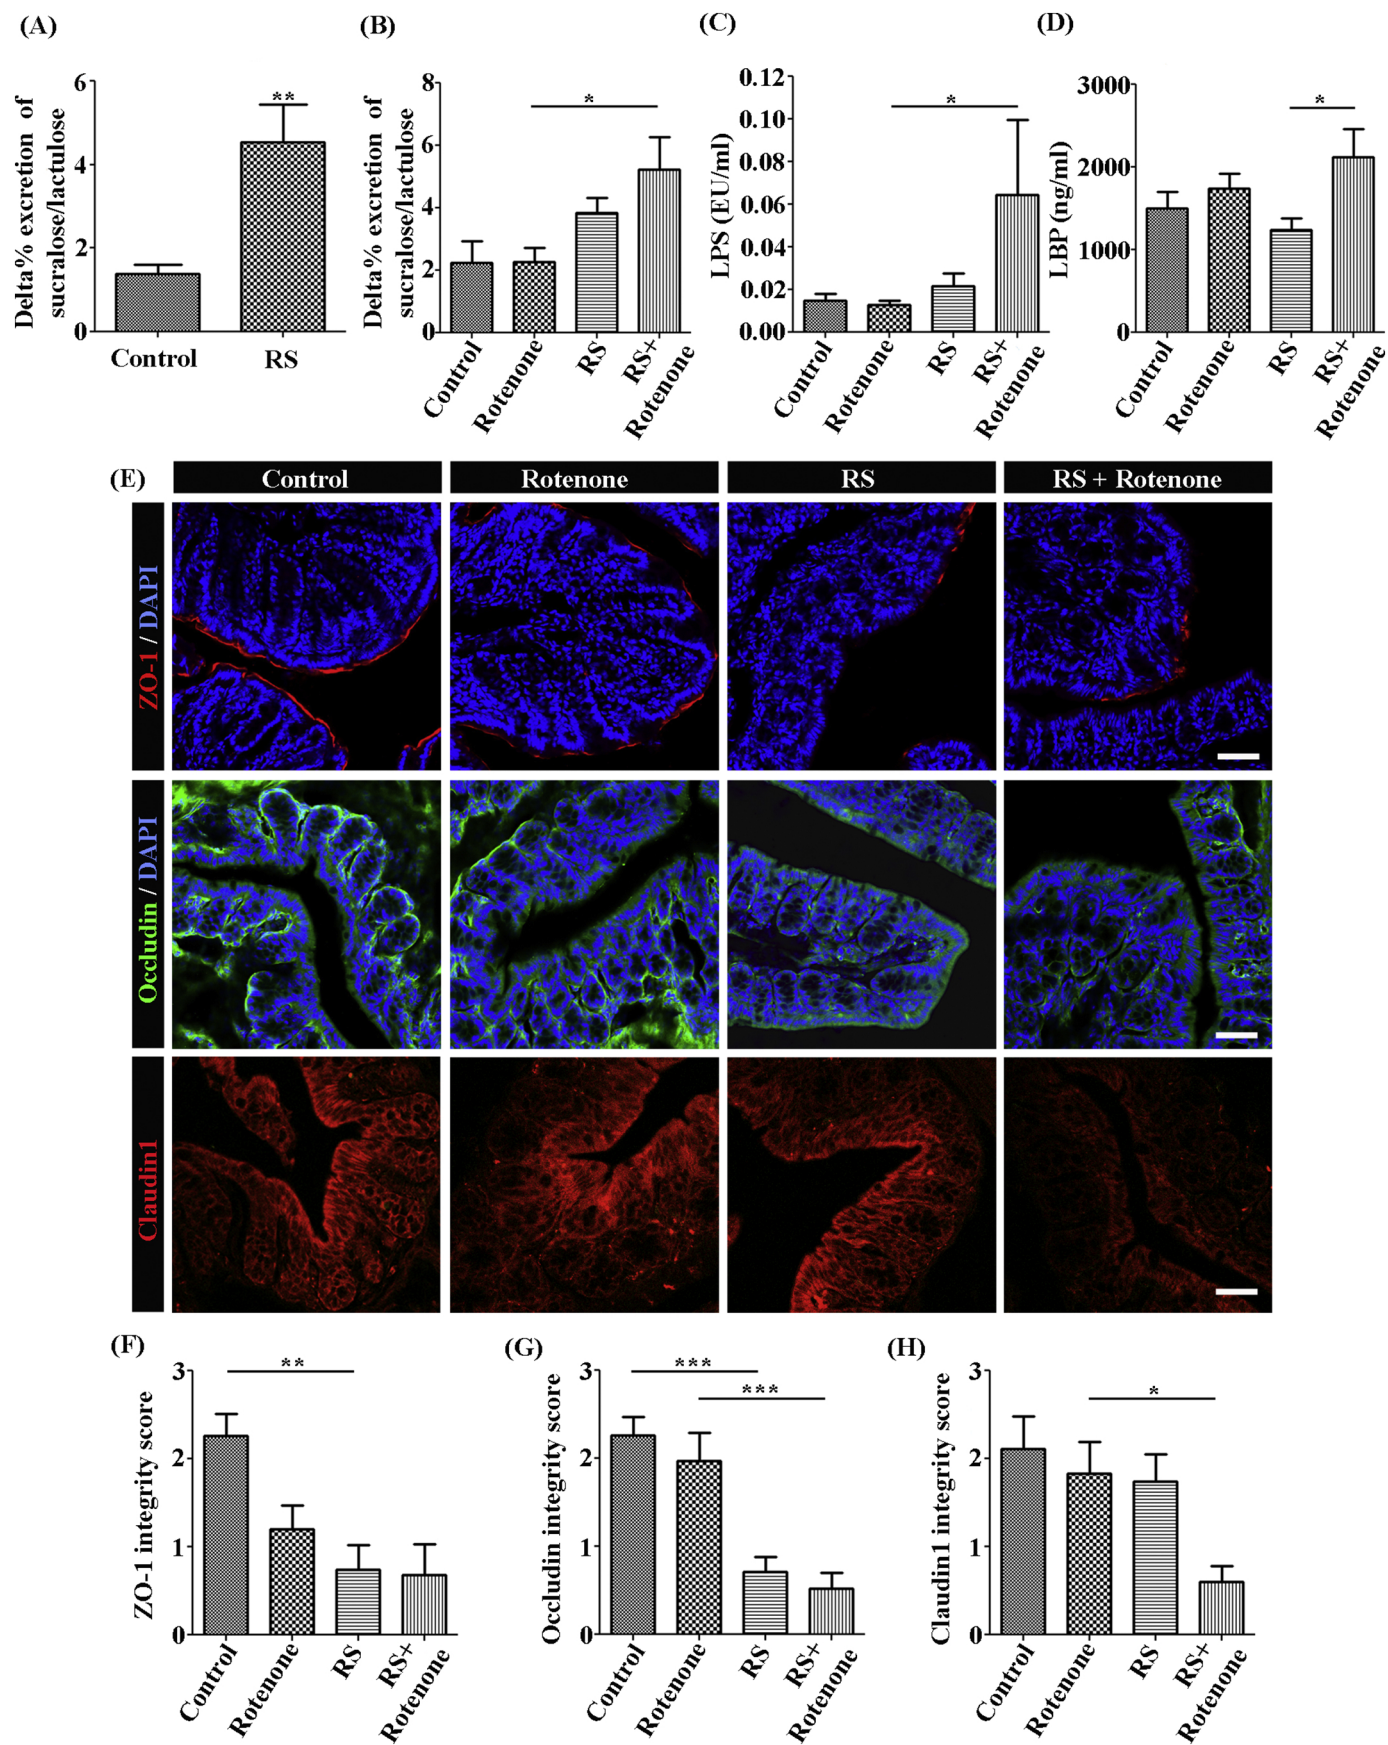 (A)
Delta% excretion of
sucralose/lactulose
6
4
2
0
**
Control
RS
(B)
Delta% excretion of
sucralose/lactulose
8
6
4
2
0
*
Control
Rotenone
RS
RS+
Rotenone
(C)
LPS (EU/ml)
0.12
0.10
0.08
0.06
0.04
0.02
0.00
*
Control
Rotenone
RS
RS+
Rotenone
(D)
LBP (ng/ml)
3000
2000
1000
0
*
Control
Rotenone
RS
RS+
Rotenone
(E)
Control
Rotenone
RS
RS + Rotenone
ZO-1 / DAPI
Occludin / DAPI
Claudin1
(F)
ZO-1 integrity score
3
2
1
0
**
Control
Rotenone
RS
RS+
Rotenone
(G)
Occludin integrity score
3
2
1
0
***
***
Control
Rotenone
RS
RS+
Rotenone
(H)
Claudin1 integrity score
3
2
1
0
*
Control
Rotenone
RS
RS+
Rotenone